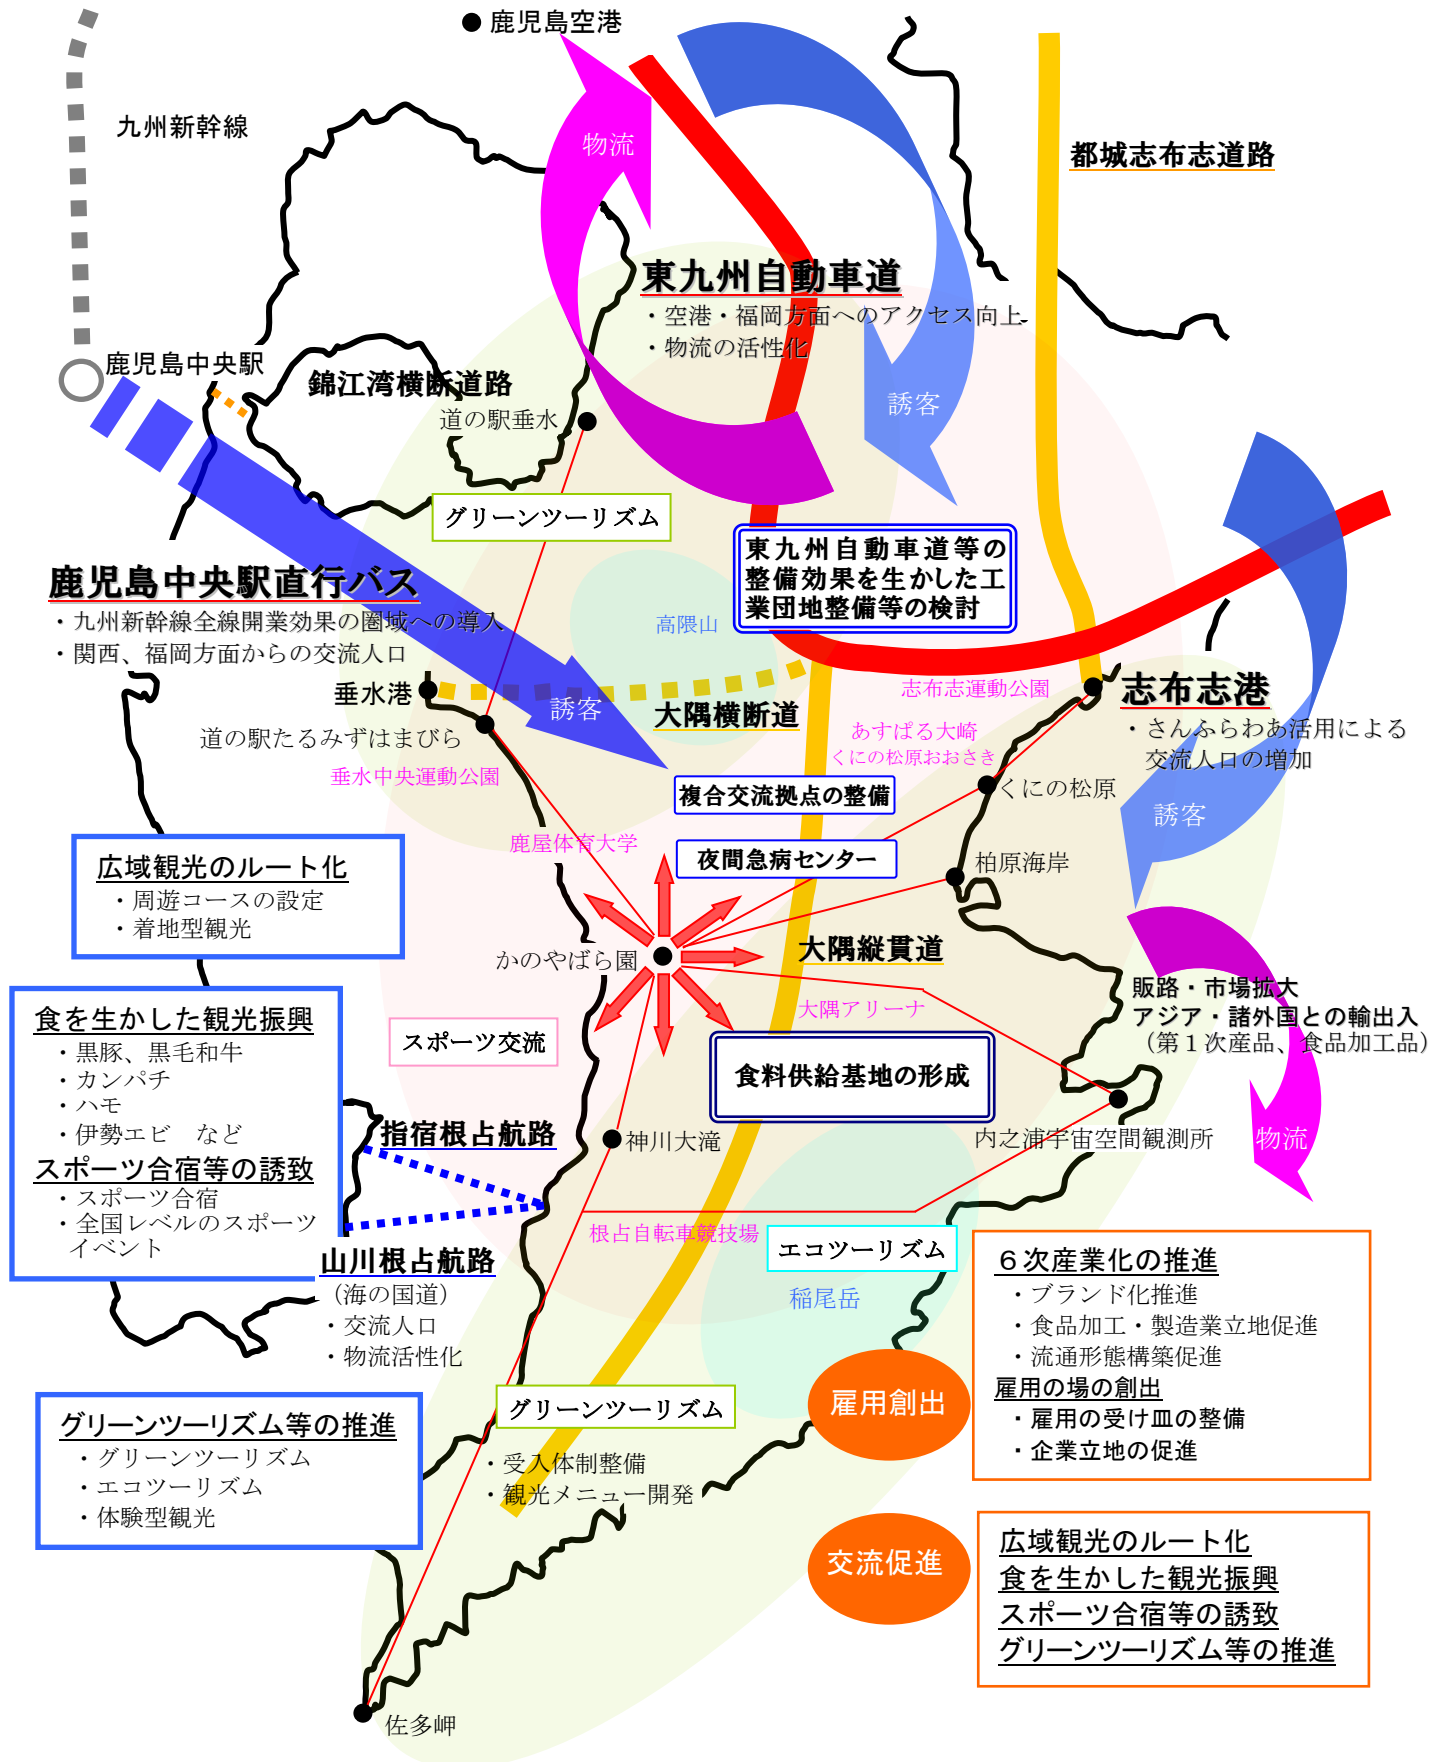 鹿児島空港
九州新幹線
物流
都城志布志道路
東九州自動車道
・空港・福岡方面へのアクセス向上
・物流の活性化
鹿児島中央駅
錦江湾横断道路
道の駅垂水
誘客
グリーンツーリズム
東九州自動車道等の
整備効果を生かした工
業団地整備等の検討
鹿児島中央駅直行バス
・九州新幹線全線開業効果の圏域への導入
・関西、福岡方面からの交流人口
高隈山
垂水港
誘客
大隅横断道
志布志運動公園
志布志港
・さんふらわあ活用による
交流人口の増加
道の駅たるみずはまびら
垂水中央運動公園
あすぱる大崎
くにの松原おおさき
複合交流拠点の整備
くにの松原
誘客
鹿屋体育大学
夜間急病センター
柏原海岸
広域観光のルート化
・周遊コースの設定
・着地型観光
かのやばら園
大隅縦貫道
大隅アリーナ
販路・市場拡大
アジア・諸外国との輸出入
（第１次産品、食品加工品）
食を生かした観光振興
・黒豚、黒毛和牛
・カンパチ
・ハモ
・伊勢エビ　など
スポーツ合宿等の誘致
・スポーツ合宿
・全国レベルのスポーツ
イベント
スポーツ交流
食料供給基地の形成
指宿根占航路
神川大滝
内之浦宇宙空間観測所
物流
根占自転車競技場
エコツーリズム
山川根占航路
（海の国道）
・交流人口
・物流活性化
稲尾岳
６次産業化の推進
・ブランド化推進
・食品加工・製造業立地促進
・流通形態構築促進
雇用の場の創出
・雇用の受け皿の整備
・企業立地の促進
雇用創出
グリーンツーリズム等の推進
・グリーンツーリズム
・エコツーリズム
・体験型観光
グリーンツーリズム
・受入体制整備
・観光メニュー開発
交流促進
広域観光のルート化
食を生かした観光振興
スポーツ合宿等の誘致
グリーンツーリズム等の推進
佐多岬